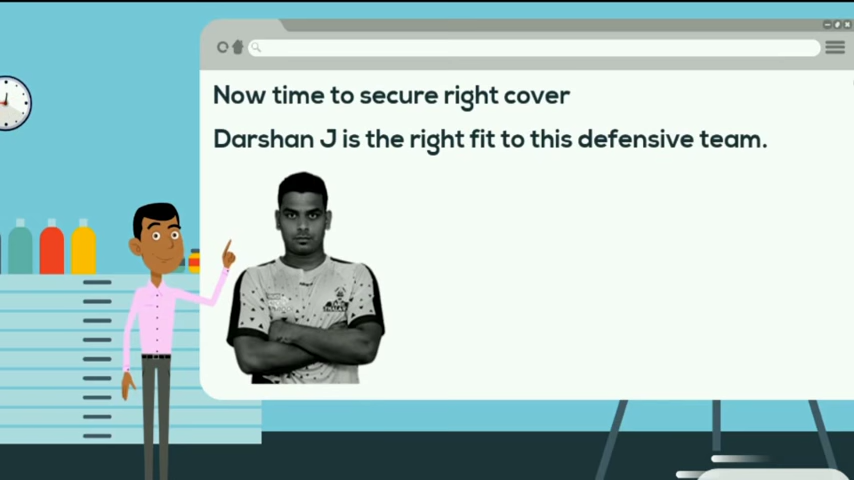 Now time to secure right cover
Darshan J is the right fit to this defensive team.